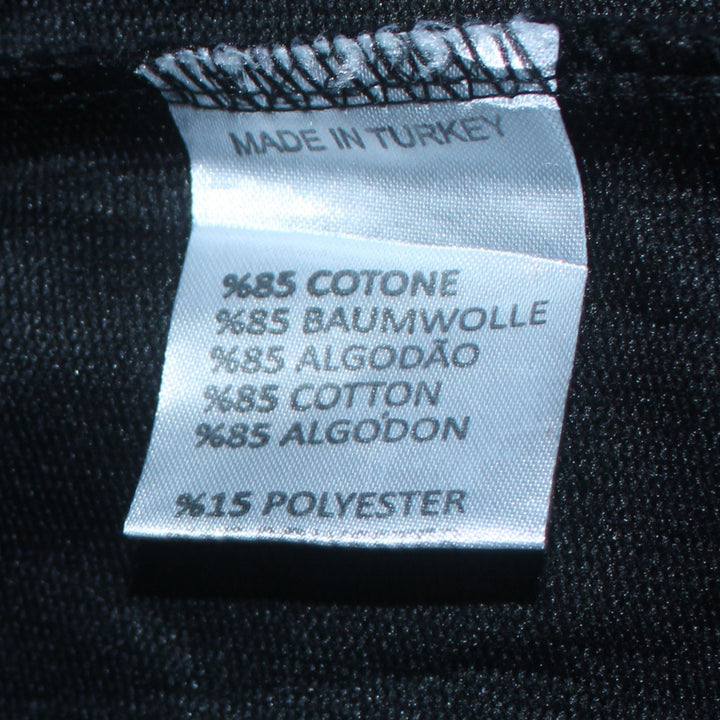 MADE IN TURKEY
%85 COTONE
%85 BAUMWOLLE
%85 ALGODÃO
%85 COTTON
%85 ALGODON
%15 POLYESTER